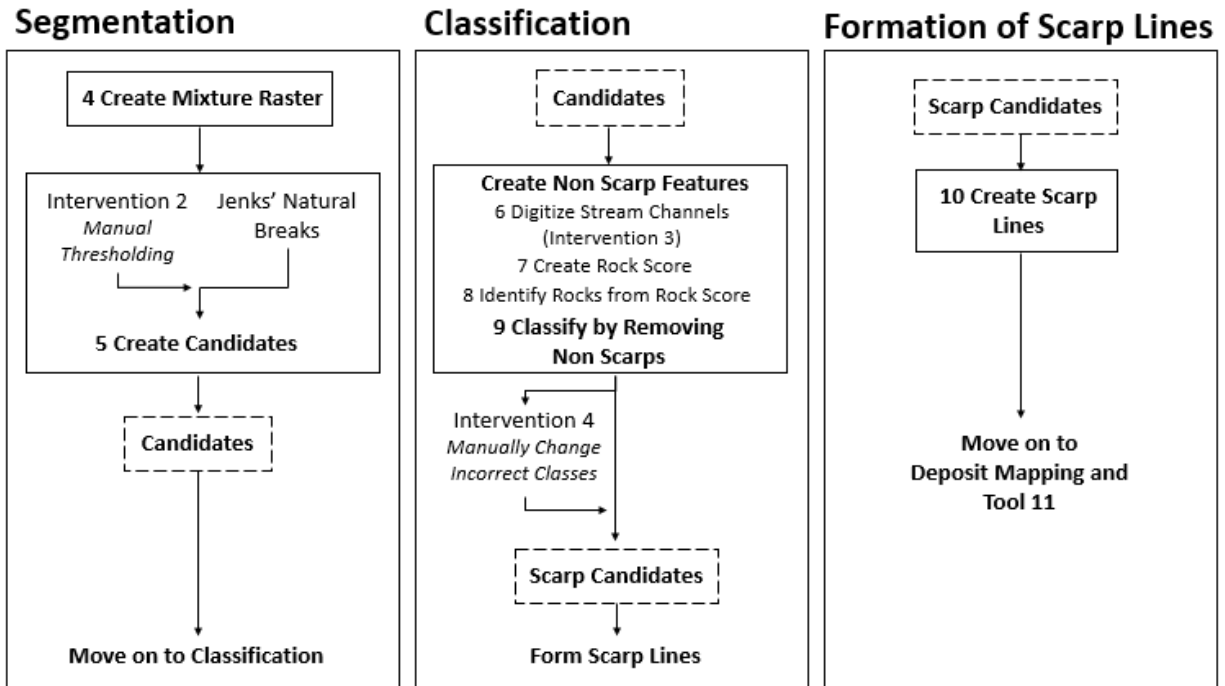 Segmentation
4 Create Mixture Raster
Intervention 2
Manual
Thresholding
Jenks' Natural
Breaks
5 Create Candidates
Candidates
Move on to Classification
Classification
Candidates
Create Non Scarp Features
6 Digitize Stream Channels
(Intervention 3)
7 Create Rock Score
8 Identify Rocks from Rock Score
9 Classify by Removing
Non Scarps
Intervention 4
Manually Change
Incorrect Classes
Scarp Candidates
Form Scarp Lines
Formation of Scarp Lines
Scarp Candidates
10 Create Scarp
Lines
Move on to
Deposit Mapping and
Tool 11